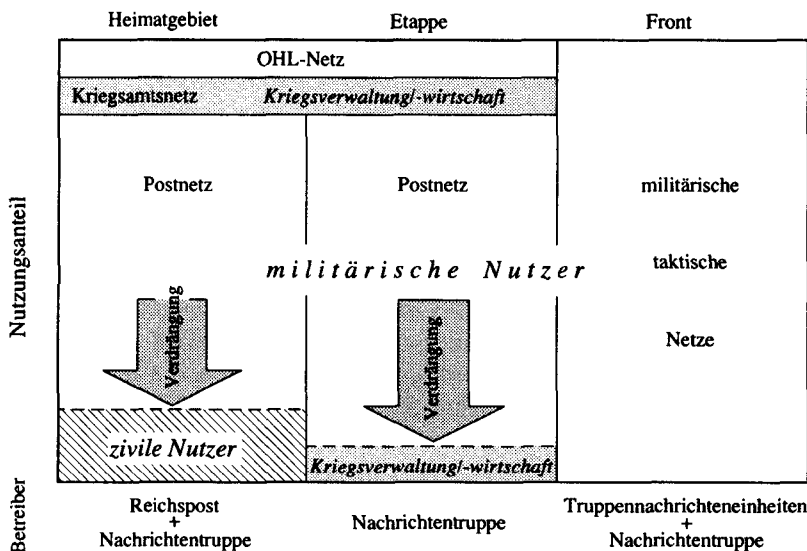 Heimatgebiet Etappe Front
OHL-Netz
Kriegsamtsnetz Kriegsverwaltung/-wirtschaft
Postnetz Postnetz militärische
militärische Nutzer
taktische
Netze
Verdrängung Verdrängung
zivile Nutzer
Kriegsverwaltung/-wirtschaft
Nutzungsanteil
Betreiber
Reichspost
+
Nachrichtentruppe
Nachrichtentruppe
Truppennachrichteneinheiten
+
Nachrichtentruppe